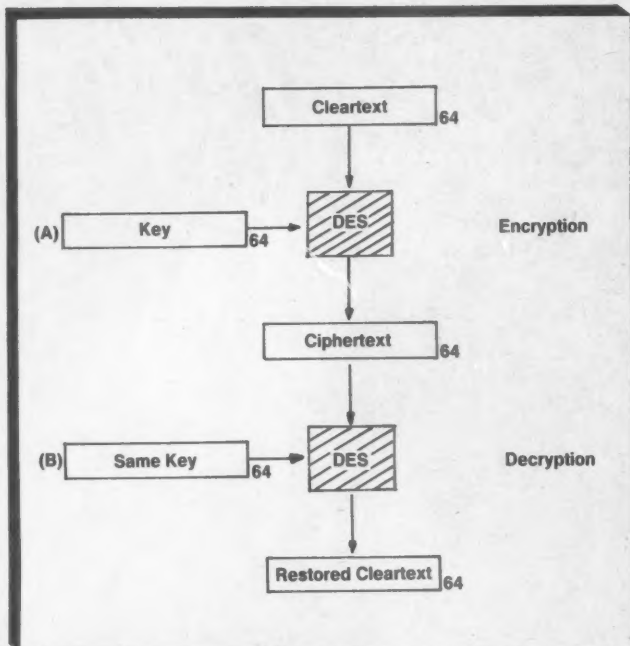 Cleartext 64
(A) Key 64 DES Encryption
Ciphertext 64
(B) Same Key 64 DES Decryption
Restored Cleartext 64